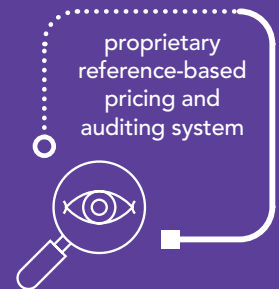 proprietary
reference-based
pricing and
auditing system